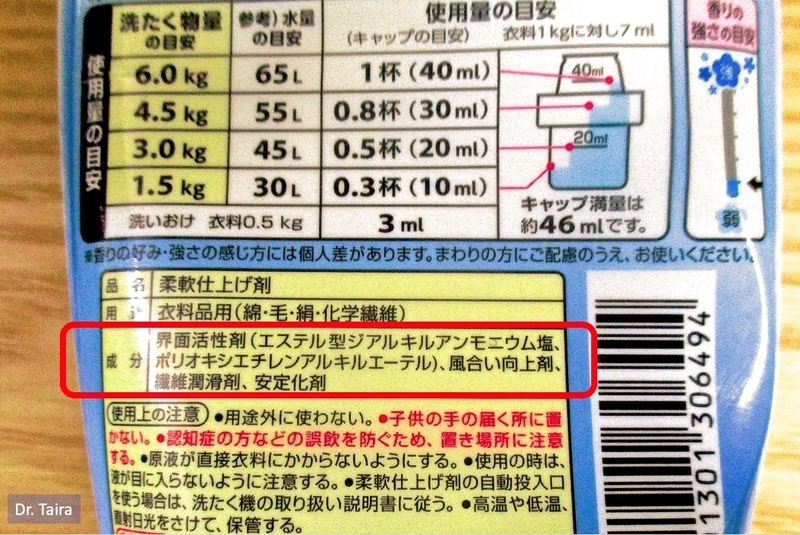 洗たく物量の目安
参考)水量の目安
使用量の目安
(キャップの目安) 衣料1kgに対し7ml
香りの強さの目安
使用量の目安
6.0kg 65L 1杯(40ml)
4.5kg 55L 0.8杯(30ml)
3.0kg 45L 0.5杯(20ml)
1.5kg 30L 0.3杯(10ml)
洗いおけ 衣料0.5kg 3ml
40ml
20ml
キャップ満量は
約46mlです。
強
弱
※香りの好み・強さの感じ方には個人差があります。まわりの方にご配慮のうえ、お使いください。
品名 柔軟仕上げ剤
用途 衣料品用(綿・毛・絹・化学繊維)
成分 界面活性剤(エステル型ジアルキルアンモニウム塩、
ポリオキシエチレンアルキルエーテル)、風合い向上剤、
繊維潤滑剤、安定化剤
使用上の注意 ●用途外に使わない。●子供の手の届く所に置
かない。●認知症の方などの誤飲を防ぐため、置き場所に注意
する。●原液が直接衣料にかからないようにする。●使用の時は、
液が目に入らないように注意する。●柔軟仕上げ剤の自動投入口
を使う場合は、洗たく機の取り扱い説明書に従う。●高温や低温、
直射日光をさけて、保管する。
1301 306494
Dr. Taira